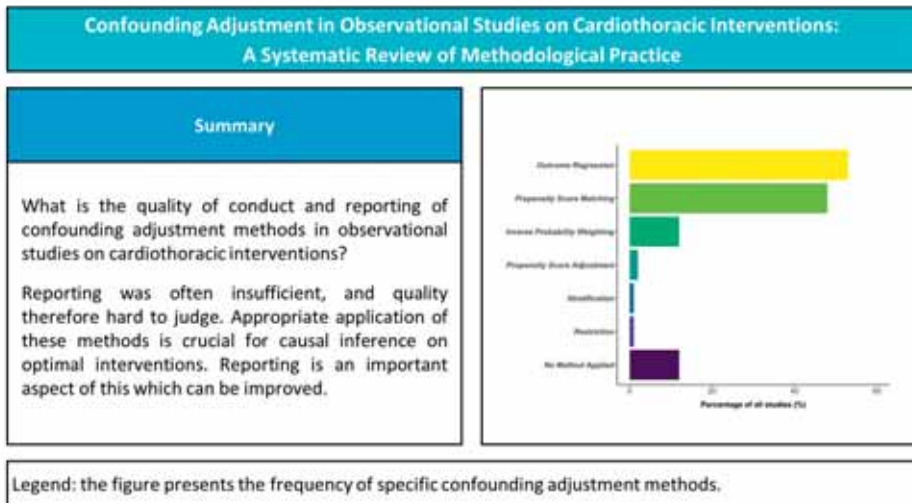 Confounding Adjustment in Observational Studies on Cardiothoracic Interventions:
A Systematic Review of Methodological Practice
Summary
What is the quality of conduct and reporting of
confounding adjustment methods in observational
studies on cardiothoracic interventions?
Reporting was often insufficient, and quality
therefore hard to judge. Appropriate application of
these methods is crucial for causal inference on
optimal interventions. Reporting is an important
aspect of this which can be improved.
Outcome Regression
Propensity Score Matching
Inverse Probability Weighting
Propensity Score Adjustment
Stratification
Restriction
No Method Applied
0 20 40 60
Percentage of all studies (%)
Legend: the figure presents the frequency of specific confounding adjustment methods.